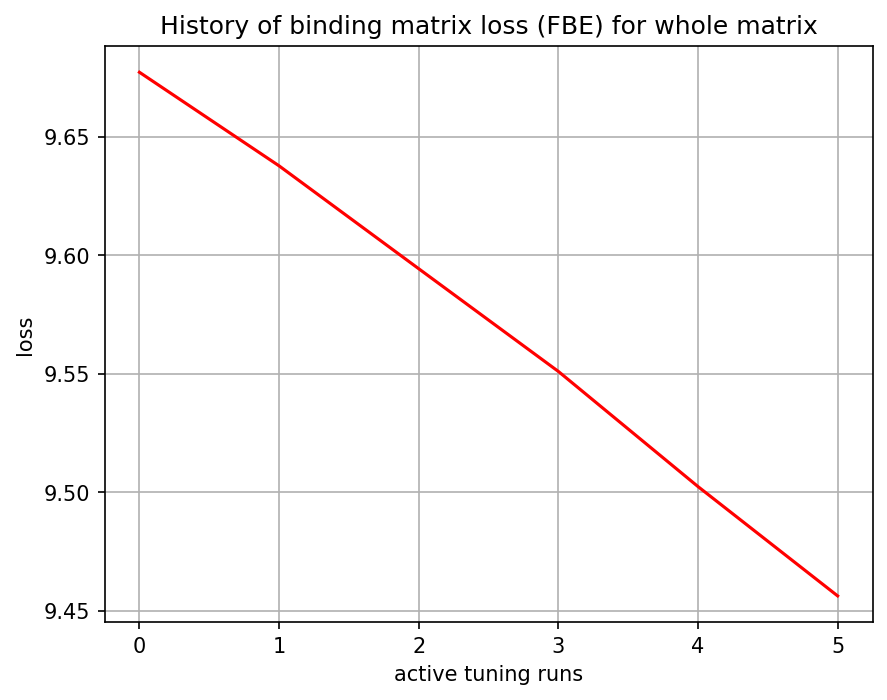 History of binding matrix loss (FBE) for whole matrix
loss
9.65
9.60
9.55
9.50
9.45
0 1 2 3 4 5
active tuning runs